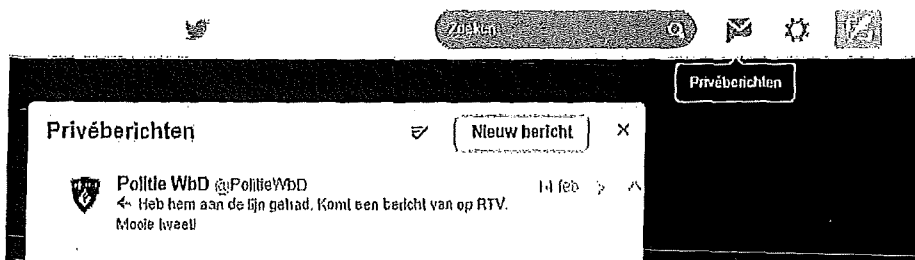 Zoeken
Privéberichten
Privéberichten
Nieuw bericht
Politie WbD @PolitieWbD
14 feb
Heb hem aan de lijn gehad. Komt een bericht van op RTV.
Mooie tweet!